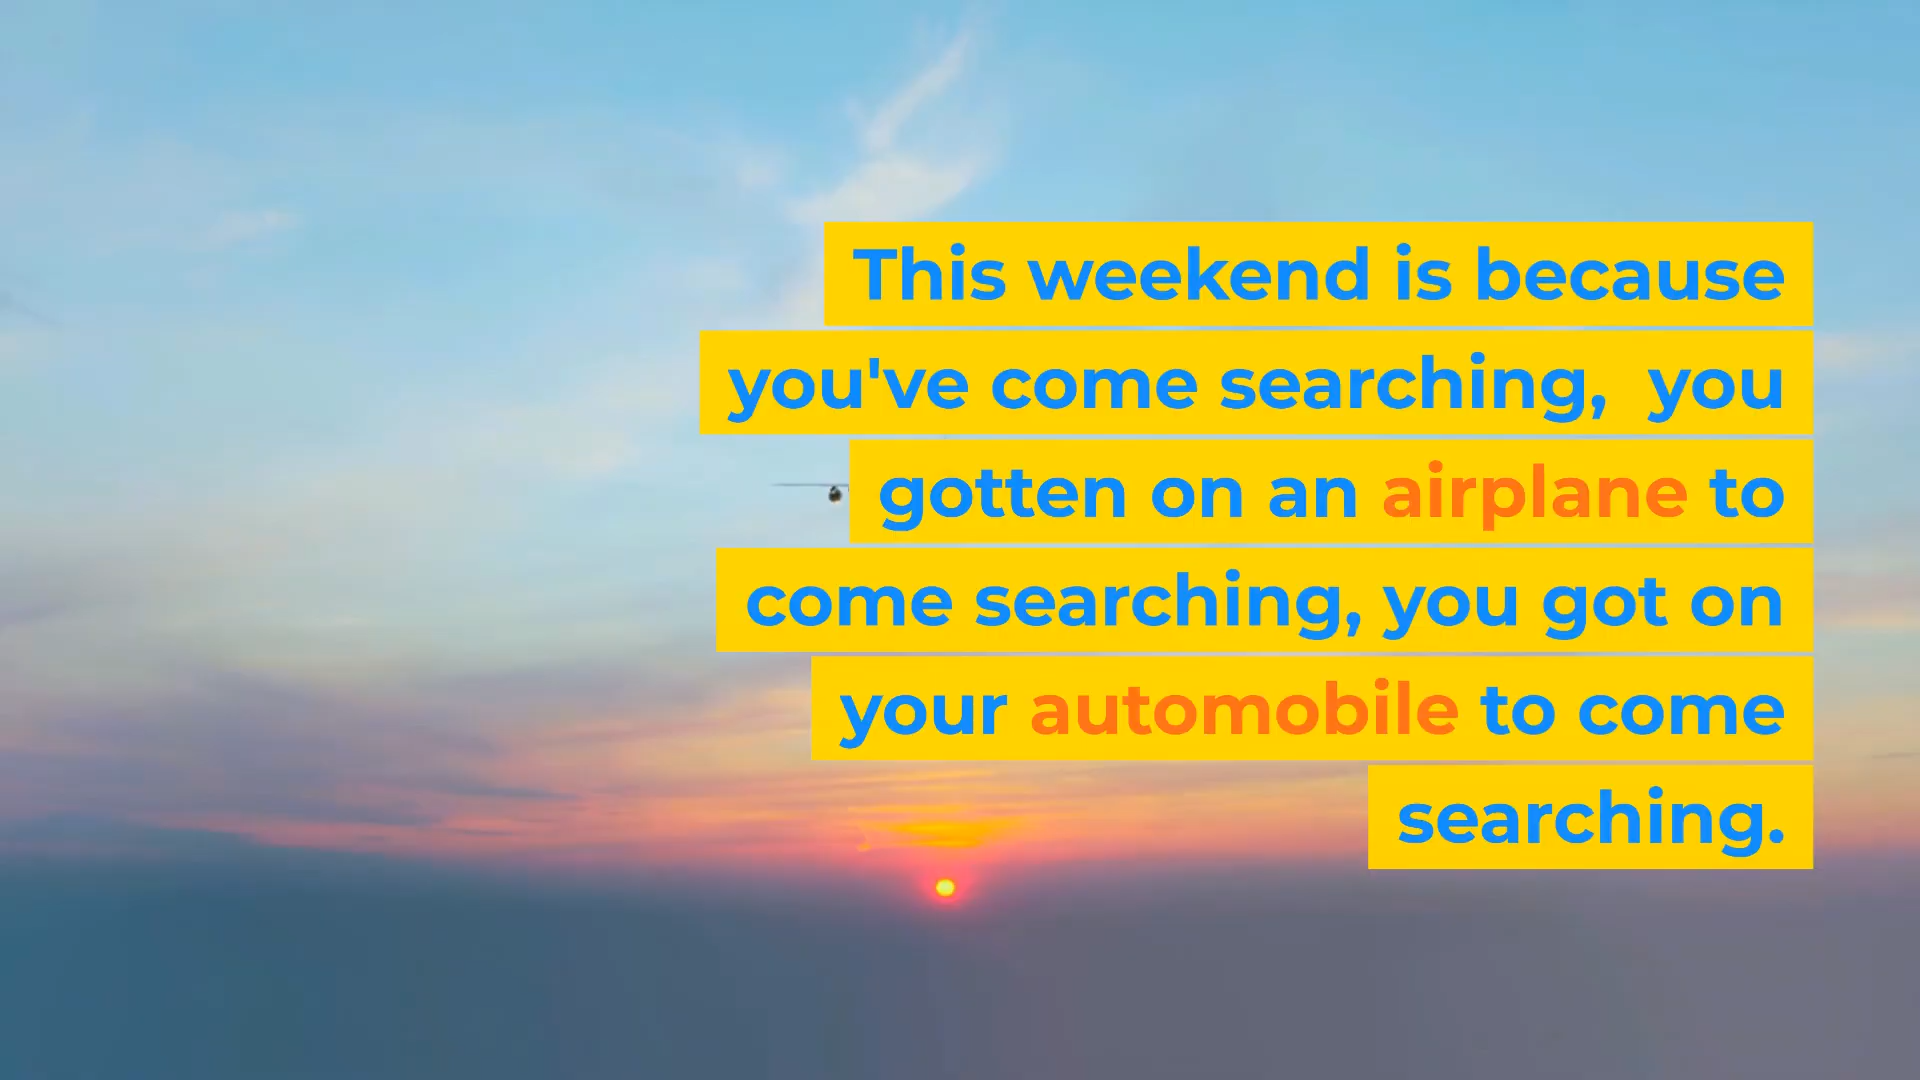 This weekend is because
you've come searching,  you
gotten on an airplane to
come searching, you got on
your automobile to come
searching.